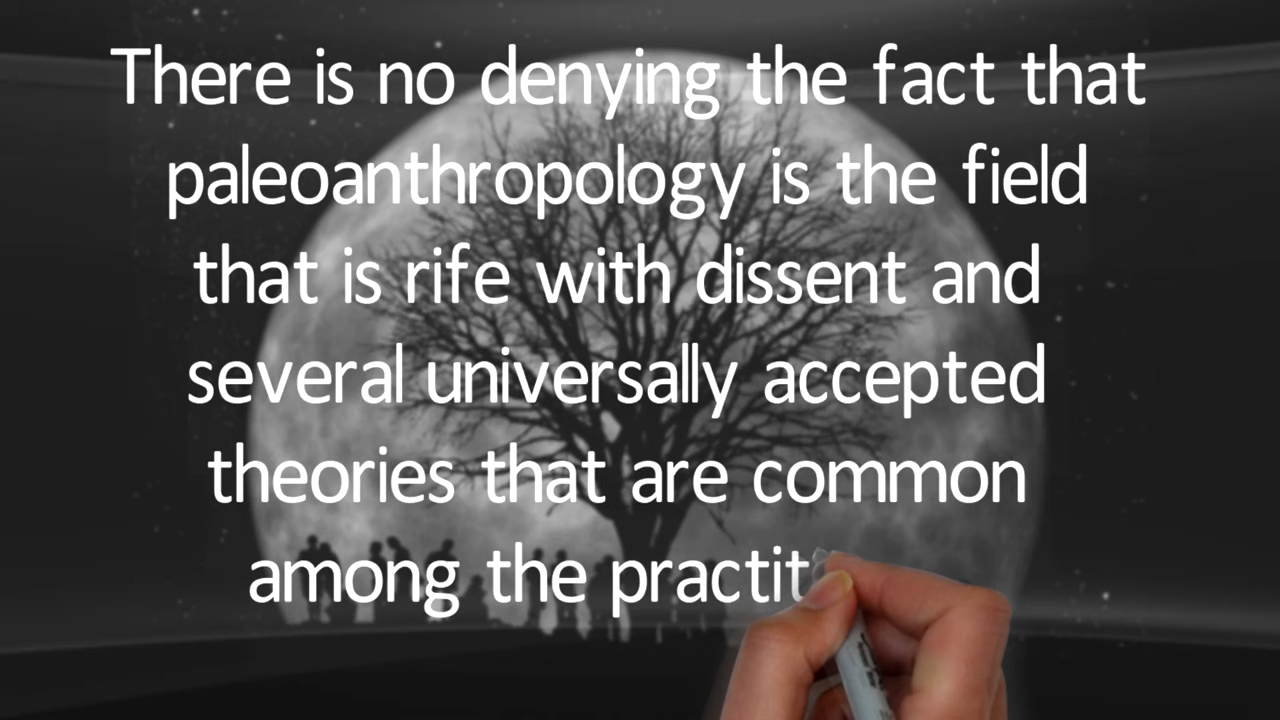 There is no denying the fact that
paleoanthropology is the field
that is rife with dissent and
several universally accepted
theories that are common
among the practit